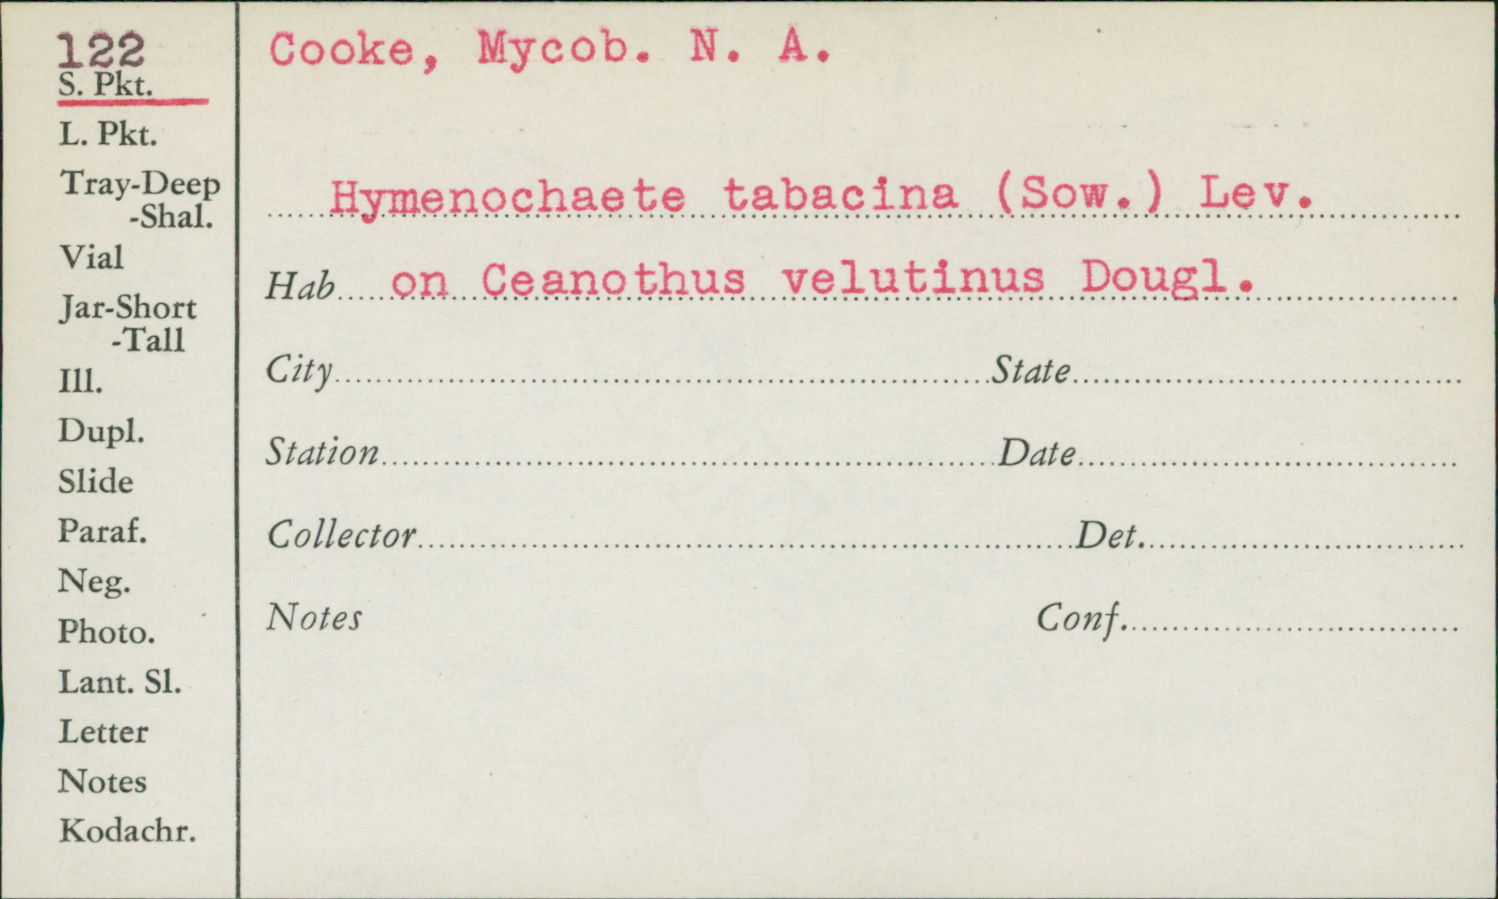 122
S. Pkt.
L. Pkt.
Tray-Deep
-Shal.
Vial
Jar-Short
-Tall
Ill.
Dupl.
Slide
Paraf.
Neg.
Photo.
Lant. Sl.
Letter
Notes
Kodachr.
Cooke, Mycob. N. A.
Hymenochaete tabacina (Sow.) Lev.
Hab on Ceanothus velutinus Dougl.
City State
Station Date
Collector Det.
Notes Conf.